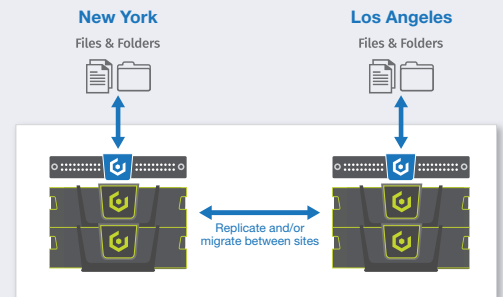 New York
Files & Folders
Los Angeles
Files & Folders
Replicate and/or
migrate between sites